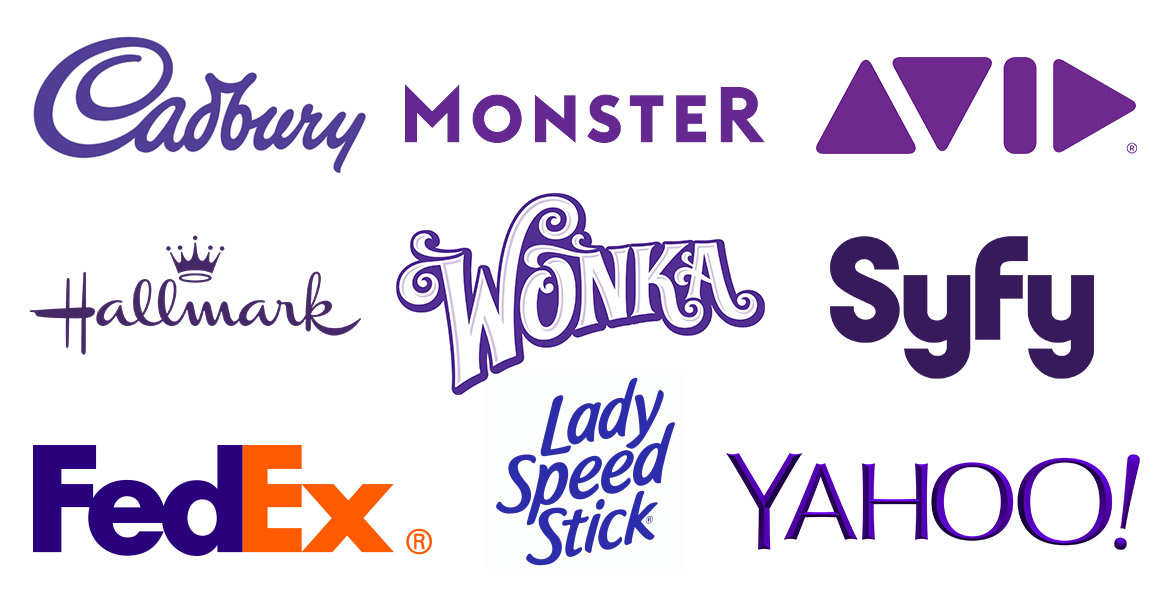 Cadbury
MONSTER
AVID®
Hallmark
WONKA
Syfy
FedEx®
Lady
Speed
Stick®
YAHOO!